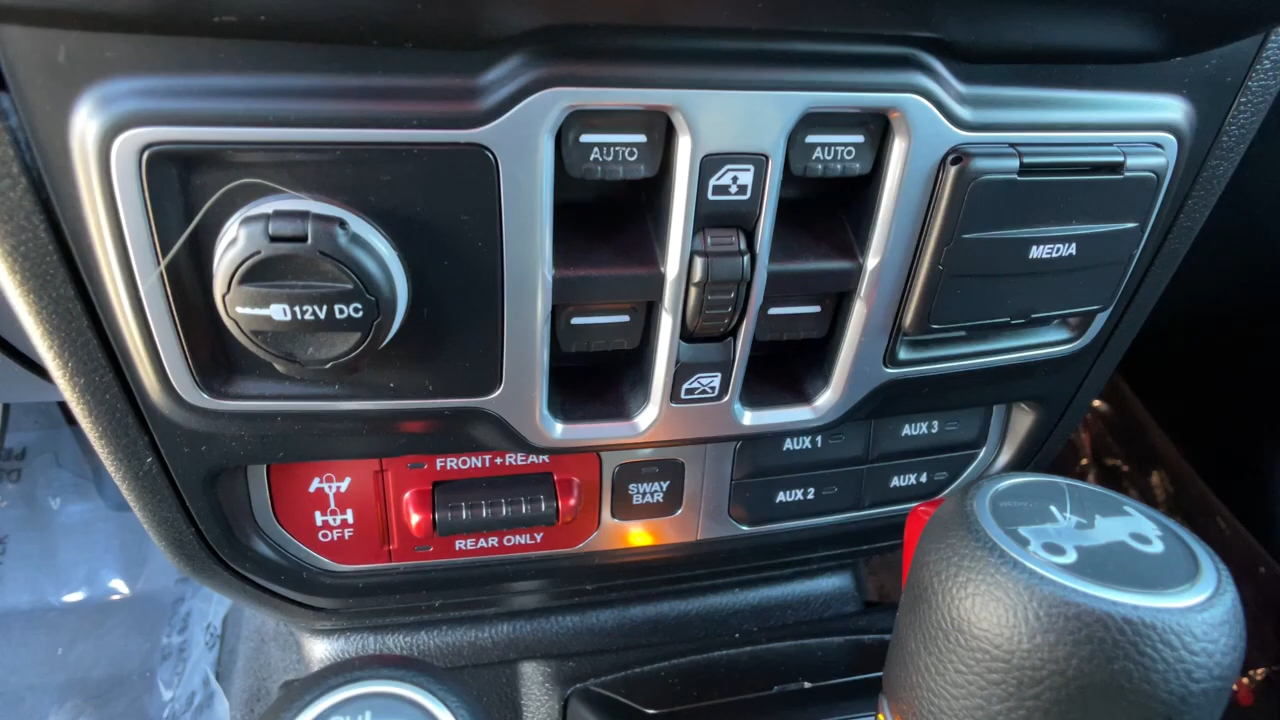 AUTO
AUTO
12V DC
MEDIA
OFF
FRONT+REAR
REAR ONLY
SWAY
BAR
AUX 1
AUX 3
AUX 2
AUX 4